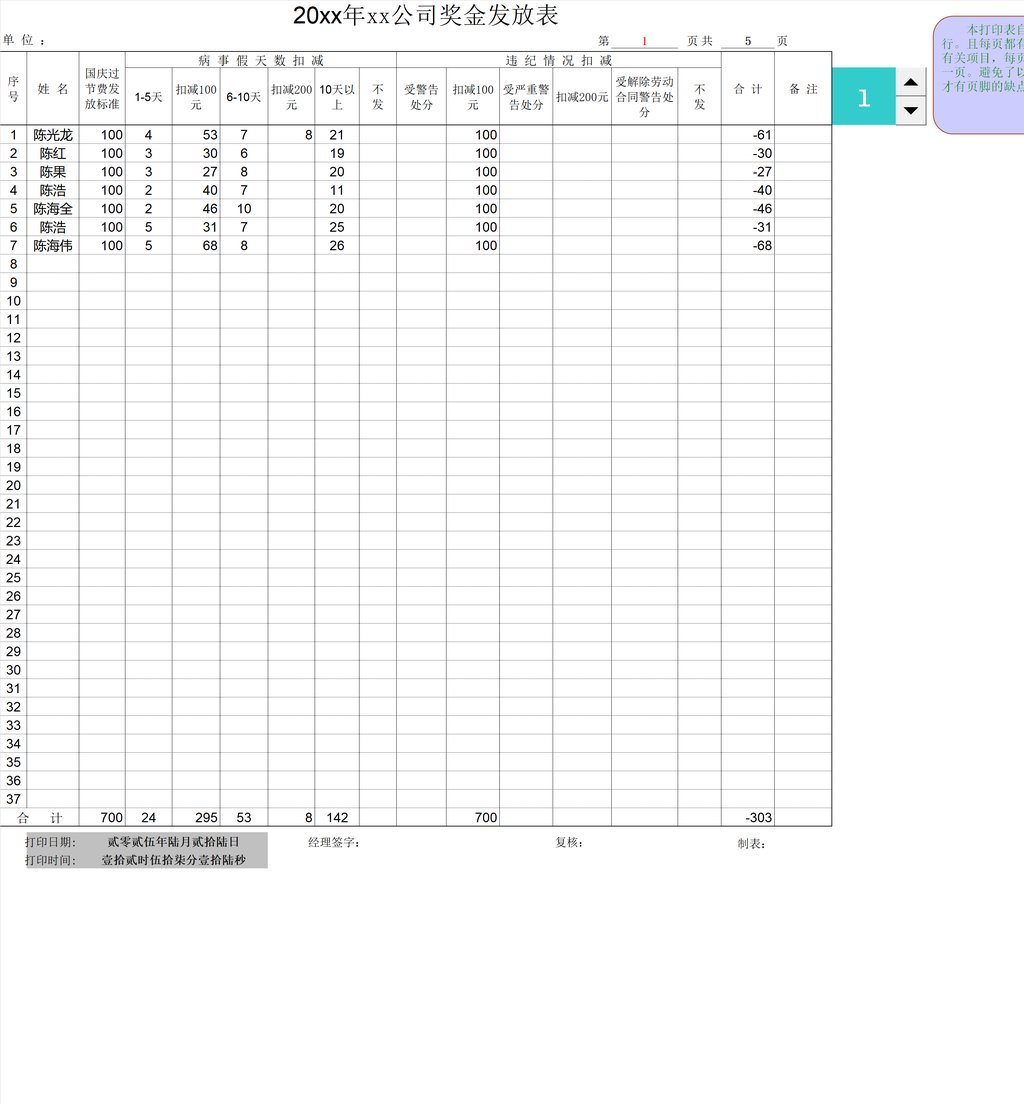 20xx年xx公司奖金发放表
单 位 ： 第 1 页 共 5 页
序号 姓 名 国庆过节费发放标准 病 事 假 天 数 扣 减 违 纪 情 况 扣 减 合 计 备 注
1-5天 扣减100元 6-10天 扣减200元 10天以上 不发 受警告处分 扣减100元 受严重警告处分 扣减200元 受解除劳动合同警告处分 不发
1 陈光龙 100 4 53 7 8 21 100 -61
2 陈红 100 3 30 6 19 100 -30
3 陈果 100 3 27 8 20 100 -27
4 陈浩 100 2 40 7 11 100 -40
5 陈海全 100 2 46 10 20 100 -46
6 陈浩 100 5 31 7 25 100 -31
7 陈海伟 100 5 68 8 26 100 -68
8
9
10
11
12
13
14
15
16
17
18
19
20
21
22
23
24
25
26
27
28
29
30
31
32
33
34
35
36
37
合 计 700 24 295 53 8 142 700 -303
打印日期: 贰零贰伍年陆月贰拾陆日 经理签字： 复核： 制表：
打印时间: 壹拾贰时伍拾柒分壹拾陆秒
1
本打印表自
行。且每页都有
有关项目，每页
一页。避免了以
才有页脚的缺点